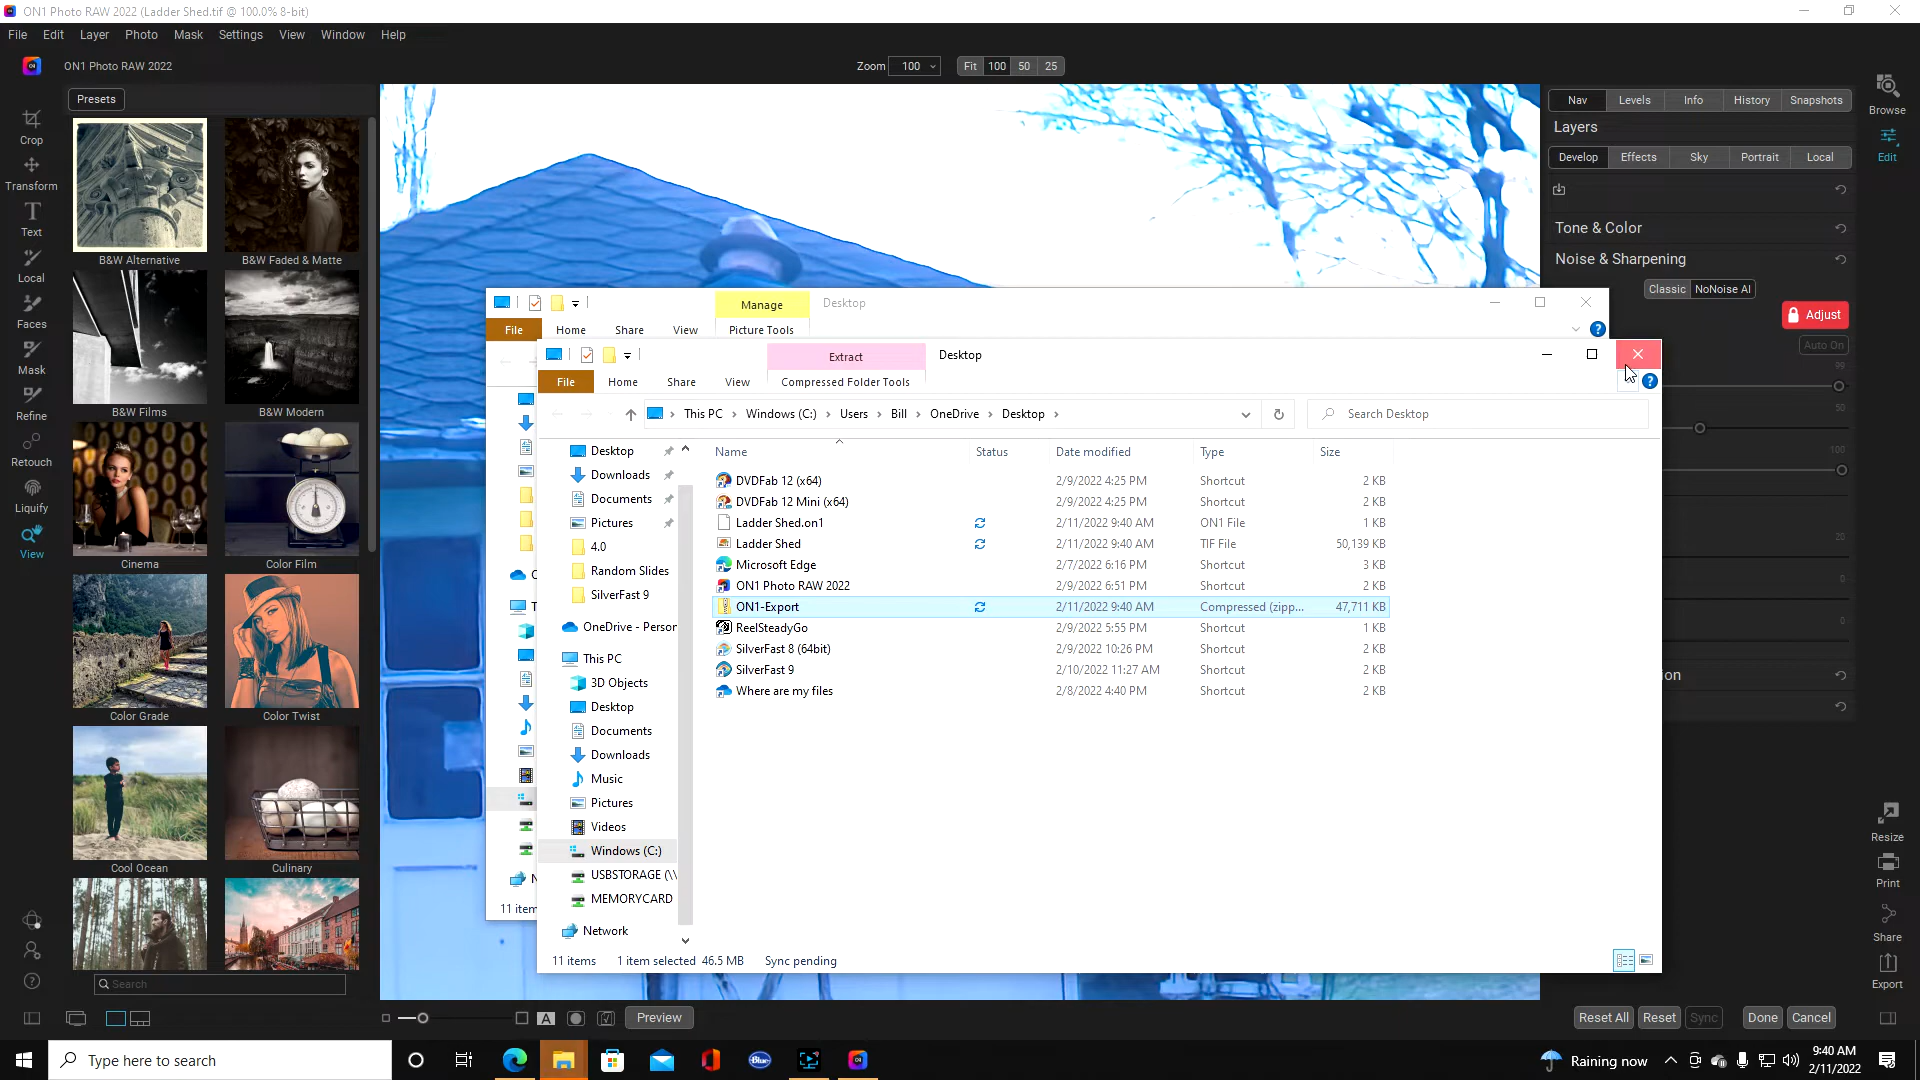 ON1 Photo RAW 2022 (Ladder Shed.tif @ 100.0% 8-bit)
File Edit Layer Photo Mask Settings View Window Help
ON1 Photo RAW 2022
Zoom 100 Fit 100 50 25
Presets
Crop
Transform
Text
Local
Faces
Mask
Refine
Retouch
Liquify
View
B&W Alternative B&W Faded & Matte
B&W Films B&W Modern
Cinema Color Film
Color Grade Color Twist
Cool Ocean Culinary
Search
Nav Levels Info History Snapshots
Layers
Develop Effects Sky Portrait Local
Tone & Color
Noise & Sharpening
Classic NoNoise AI
Adjust
Auto On
99
50
100
20
0
0
ion
Browse
Edit
Resize
Print
Share
Export
Manage Desktop
File Home Share View Picture Tools
11 item
Extract Desktop
File Home Share View Compressed Folder Tools
This PC Windows (C:) Users Bill OneDrive Desktop
Search Desktop
Desktop
Downloads
Documents
Pictures
4.0
Random Slides
SilverFast 9
OneDrive - Person
This PC
3D Objects
Desktop
Documents
Downloads
Music
Pictures
Videos
Windows (C:)
USBSTORAGE (\\
MEMORYCARD
Network
Name Status Date modified Type Size
DVDFab 12 (x64) 2/9/2022 4:25 PM Shortcut 2 KB
DVDFab 12 Mini (x64) 2/9/2022 4:25 PM Shortcut 2 KB
Ladder Shed.on1 2/11/2022 9:40 AM ON1 File 1 KB
Ladder Shed 2/11/2022 9:40 AM TIF File 50,139 KB
Microsoft Edge 2/7/2022 6:16 PM Shortcut 3 KB
ON1 Photo RAW 2022 2/9/2022 6:51 PM Shortcut 2 KB
ON1-Export 2/11/2022 9:40 AM Compressed (zipp... 47,711 KB
ReelSteadyGo 2/9/2022 5:55 PM Shortcut 1 KB
SilverFast 8 (64bit) 2/9/2022 10:26 PM Shortcut 2 KB
SilverFast 9 2/10/2022 11:27 AM Shortcut 2 KB
Where are my files 2/8/2022 4:40 PM Shortcut 2 KB
11 items 1 item selected 46.5 MB Sync pending
A Preview
Reset All Reset Sync Done Cancel
Type here to search
Raining now
9:40 AM
2/11/2022